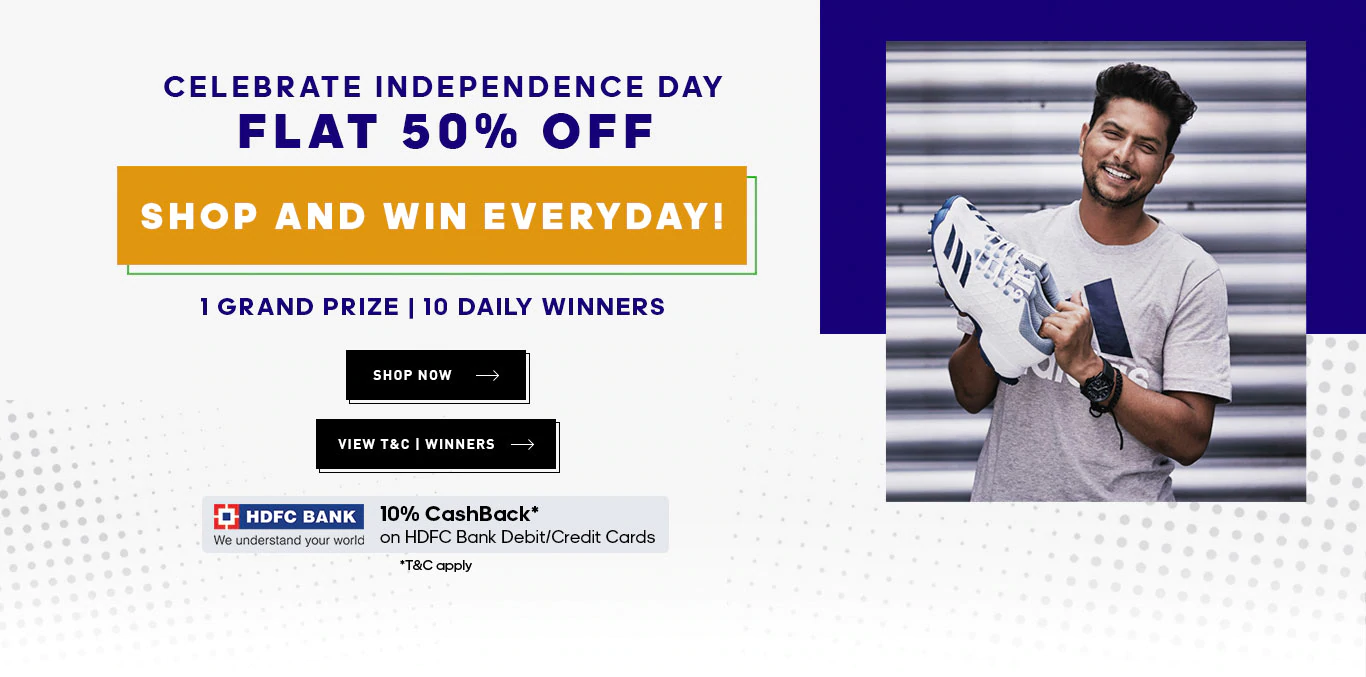 CELEBRATE INDEPENDENCE DAY
FLAT 50% OFF
SHOP AND WIN EVERYDAY!
1 GRAND PRIZE | 10 DAILY WINNERS
SHOP NOW
VIEW T&C | WINNERS
HDFC BANK
We understand your world
10% CashBack*
on HDFC Bank Debit/Credit Cards
*T&C apply
adidas